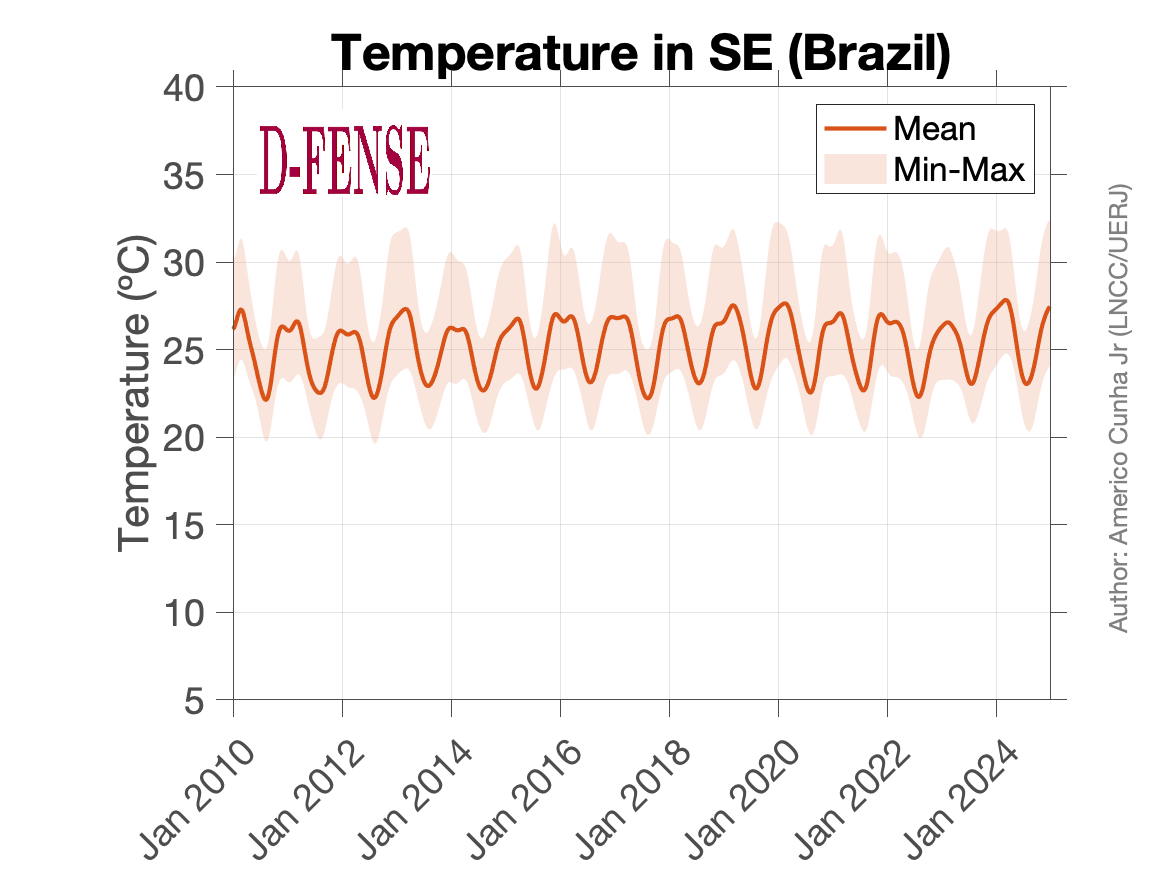 Temperature in SE (Brazil)
D-FENSE
Mean
Min-Max
40
35
30
25
20
15
10
5
Temperature (ºC)
Jan 2010
Jan 2012
Jan 2014
Jan 2016
Jan 2018
Jan 2020
Jan 2022
Jan 2024
Author: Americo Cunha Jr (LNCC/UERJ)